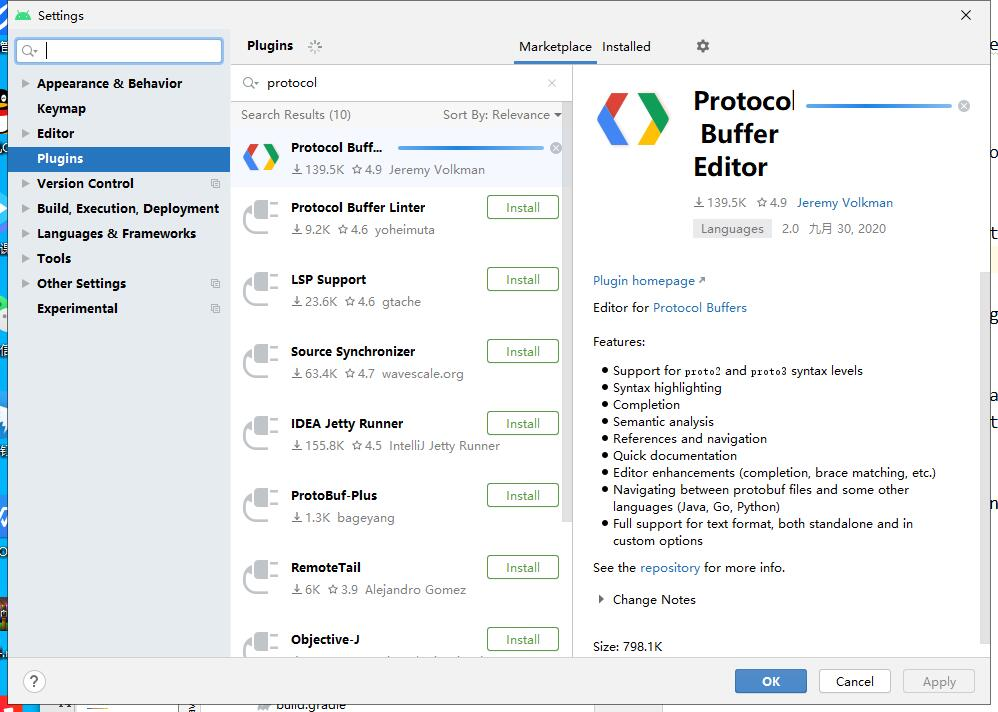 Settings
Plugins
Marketplace Installed
Appearance & Behavior
Keymap
Editor
Plugins
Version Control
Build, Execution, Deployment
Languages & Frameworks
Tools
Other Settings
Experimental
protocol
Search Results (10) Sort By: Relevance
Protocol Buff...
139.5K 4.9 Jeremy Volkman
Protocol Buffer Linter Install
9.2K 4.6 yoheimuta
LSP Support Install
23.6K 4.6 gtache
Source Synchronizer Install
63.4K 4.7 wavescale.org
IDEA Jetty Runner Install
155.8K 4.5 IntelliJ Jetty Runner
ProtoBuf-Plus Install
1.3K bageyang
RemoteTail Install
6K 3.9 Alejandro Gomez
Objective-J Install
Protocol
Buffer
Editor
139.5K 4.9 Jeremy Volkman
Languages 2.0 九月 30, 2020
Plugin homepage
Editor for Protocol Buffers
Features:
Support for proto2 and proto3 syntax levels
Syntax highlighting
Completion
Semantic analysis
References and navigation
Quick documentation
Editor enhancements (completion, brace matching, etc.)
Navigating between protobuf files and some other
languages (Java, Go, Python)
Full support for text format, both standalone and in
custom options
See the repository for more info.
Change Notes
Size: 798.1K
? OK Cancel Apply
build.gradle